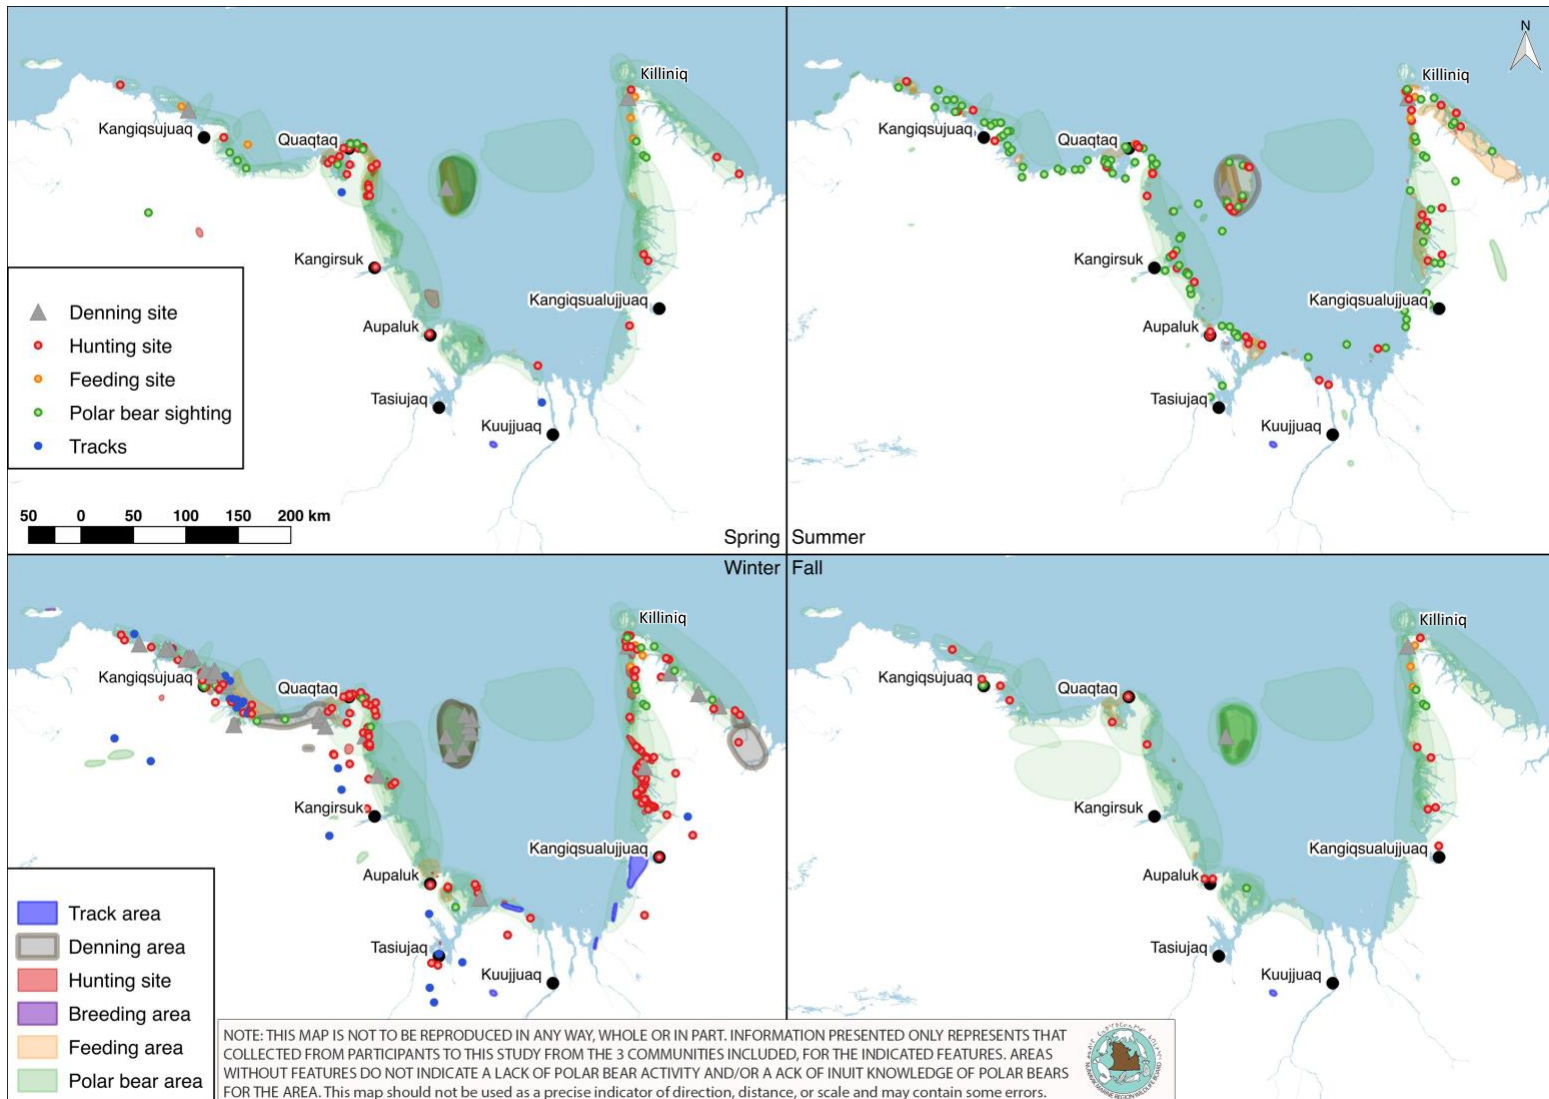 Killiniq
Kangiqsujuaq
Quaqtaq
Kangirsuk
Kangiqsualujjuaq
Aupaluk
Tasiujaq
Kuujjuaq
Denning site
Hunting site
Feeding site
Polar bear sighting
Tracks
50 0 50 100 150 200 km
Spring
N
Killiniq
Kangiqsujuaq
Quaqtaq
Kangirsuk
Kangiqsualujjuaq
Aupaluk
Tasiujaq
Kuujjuaq
Summer
Winter
Killiniq
Kangiqsujuaq
Quaqtaq
Kangirsuk
Kangiqsualujjuaq
Aupaluk
Tasiujaq
Kuujjuaq
Track area
Denning area
Hunting site
Breeding area
Feeding area
Polar bear area
Fall
Killiniq
Kangiqsujuaq
Quaqtaq
Kangirsuk
Kangiqsualujjuaq
Aupaluk
Tasiujaq
Kuujjuaq
NOTE: THIS MAP IS NOT TO BE REPRODUCED IN ANY WAY, WHOLE OR IN PART. INFORMATION PRESENTED ONLY REPRESENTS THAT
COLLECTED FROM PARTICIPANTS TO THIS STUDY FROM THE 3 COMMUNITIES INCLUDED, FOR THE INDICATED FEATURES. AREAS
WITHOUT FEATURES DO NOT INDICATE A LACK OF POLAR BEAR ACTIVITY AND/OR A ACK OF INUIT KNOWLEDGE OF POLAR BEARS
FOR THE AREA. This map should not be used as a precise indicator of direction, distance, or scale and may contain some errors.